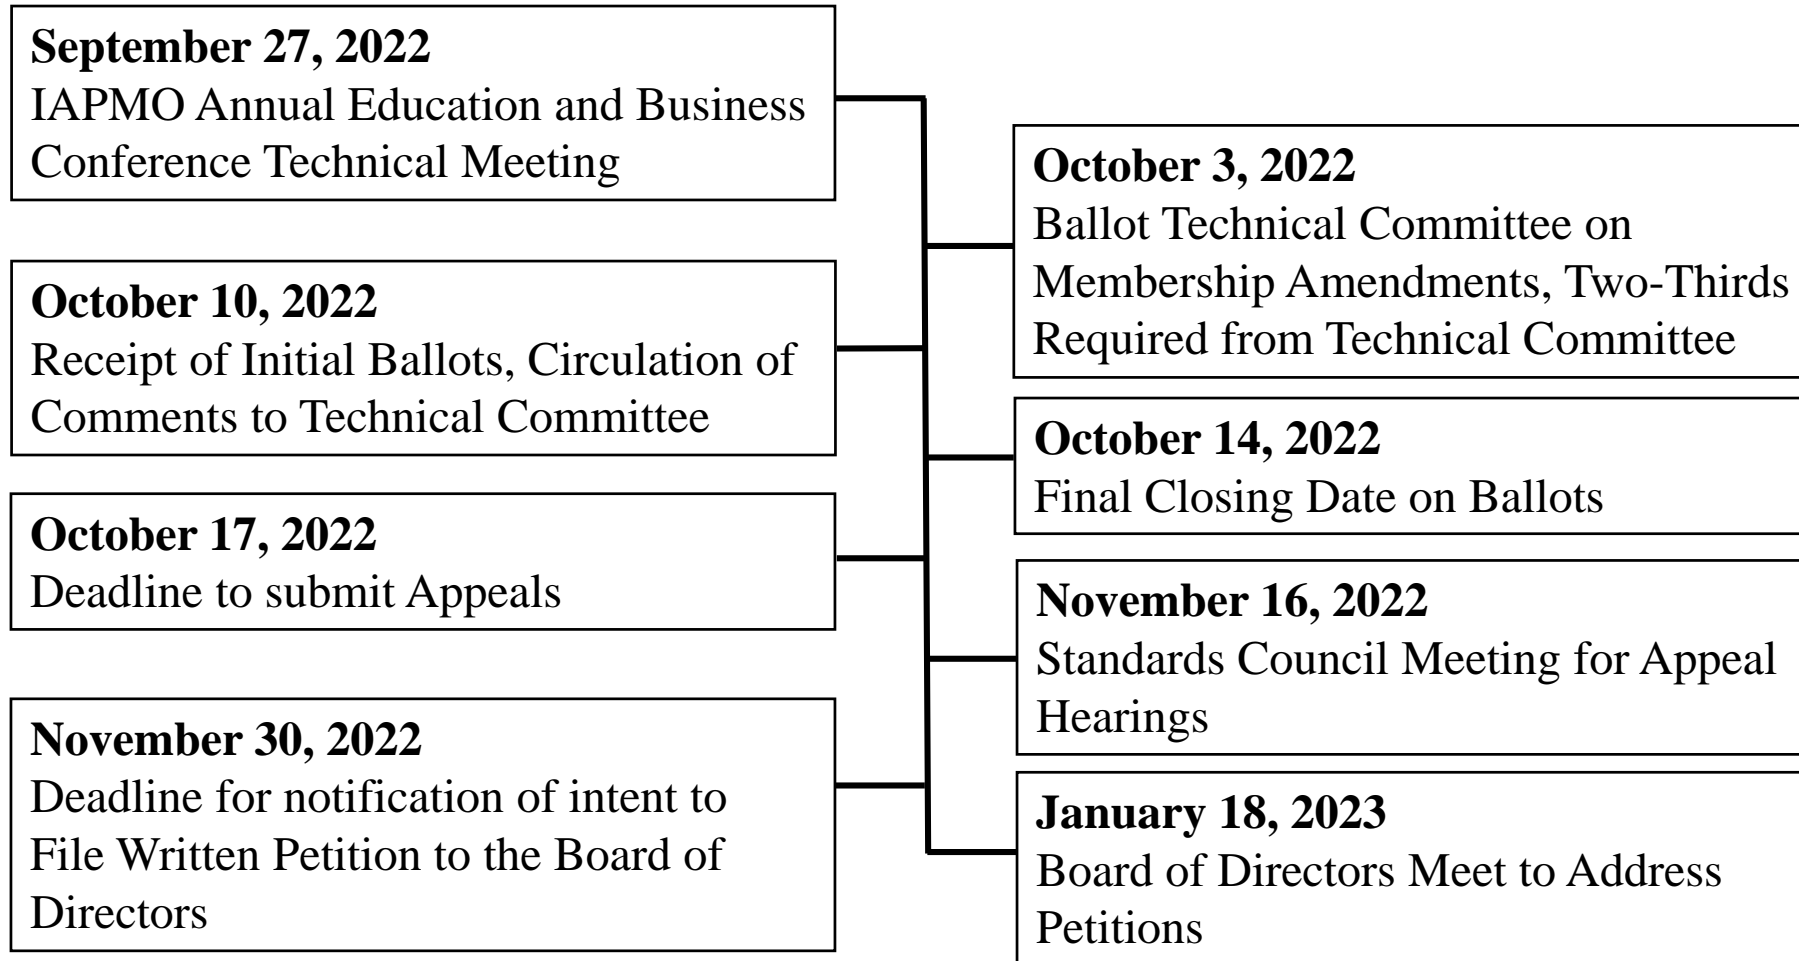 September 27, 2022
IAPMO Annual Education and Business
Conference Technical Meeting
October 3, 2022
Ballot Technical Committee on
Membership Amendments, Two-Thirds
Required from Technical Committee
October 10, 2022
Receipt of Initial Ballots, Circulation of
Comments to Technical Committee
October 14, 2022
Final Closing Date on Ballots
October 17, 2022
Deadline to submit Appeals
November 16, 2022
Standards Council Meeting for Appeal
Hearings
November 30, 2022
Deadline for notification of intent to
File Written Petition to the Board of
Directors
January 18, 2023
Board of Directors Meet to Address
Petitions